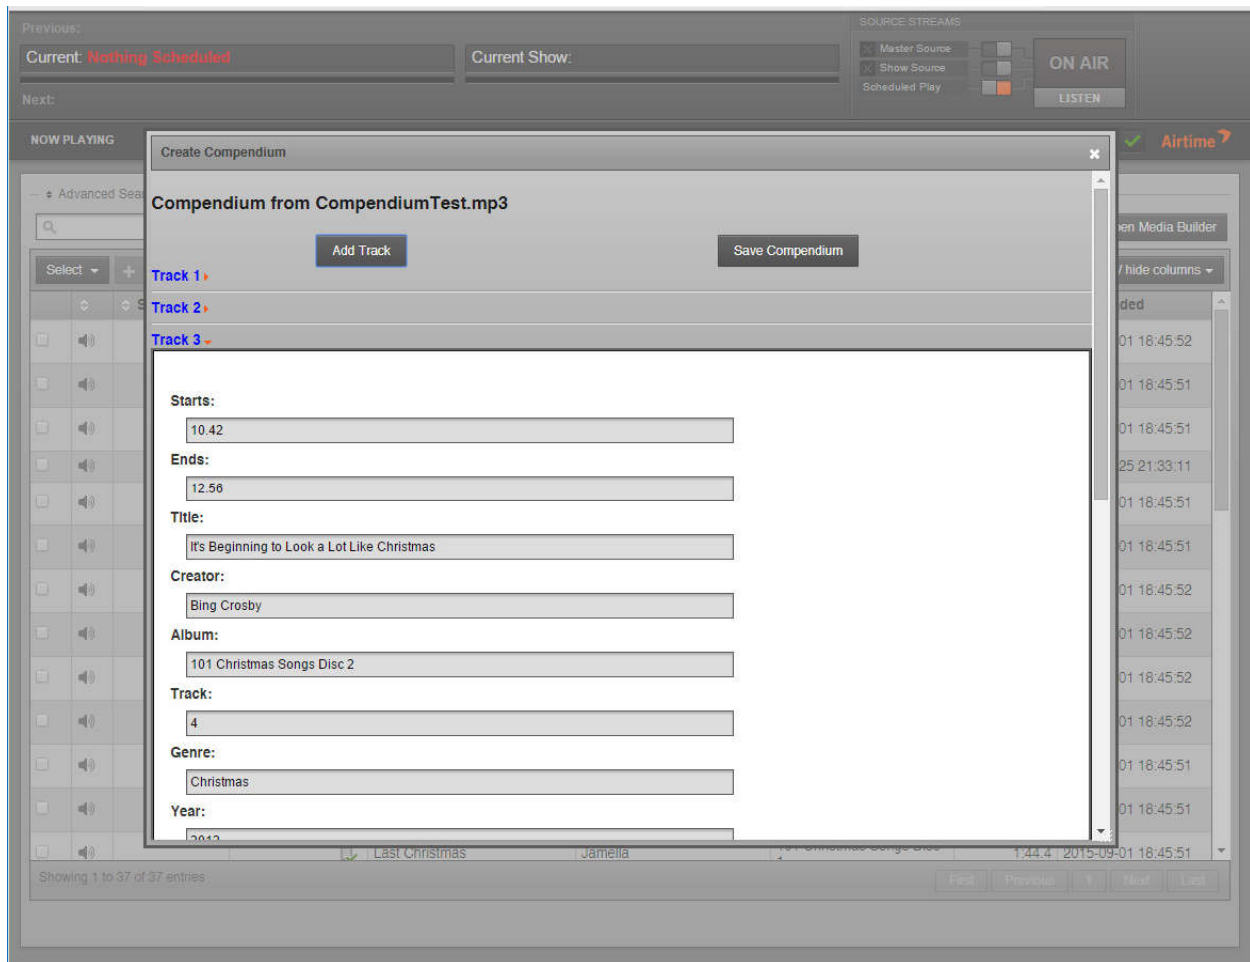 Previous:
SOURCE STREAMS
Current: Nothing Scheduled
Current Show:
Master Source
Show Source
Scheduled Play
ON AIR
LISTEN
Next:
NOW PLAYING
Airtime
Create Compendium
Advanced Sea
Compendium from CompendiumTest.mp3
en Media Builder
Add Track
Save Compendium
Select
/ hide columns
Track 1
S
ded
Track 2
Track 3
01 18:45:52
01 18:45:51
Starts:
10.42
01 18:45:51
Ends:
25 21:33:11
12.56
01 18:45:51
Title:
It's Beginning to Look a Lot Like Christmas
01 18:45:51
Creator:
01 18:45:52
Bing Crosby
Album:
01 18:45:52
101 Christmas Songs Disc 2
01 18:45:52
Track:
4
01 18:45:52
Genre:
01 18:45:51
Christmas
Year:
01 18:45:51
2012
Last Christmas
Jamella
101 Christmas Songs Disc
1:44.4
2015-09-01 18:45:51
Showing 1 to 37 of 37 entries
First
Previous
1
Next
Last